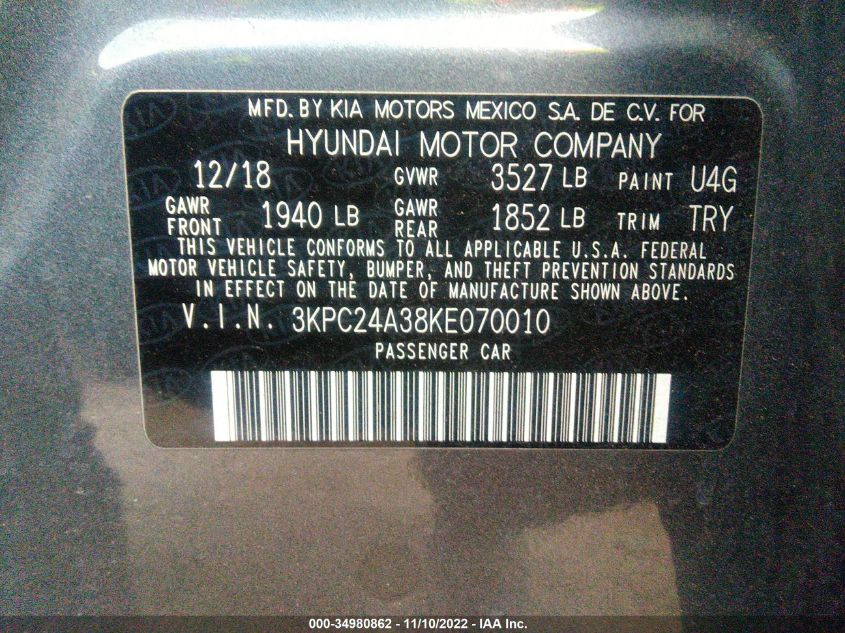 MFD. BY KIA MOTORS MEXICO S.A. DE C.V. FOR
HYUNDAI MOTOR COMPANY
12/18 GVWR 3527 LB PAINT U4G
GAWR FRONT 1940 LB GAWR REAR 1852 LB TRIM TRY
THIS VEHICLE CONFORMS TO ALL APPLICABLE U.S.A. FEDERAL
MOTOR VEHICLE SAFETY, BUMPER, AND THEFT PREVENTION STANDARDS
IN EFFECT ON THE DATE OF MANUFACTURE SHOWN ABOVE.
V.I.N. 3KPC24A38KE070010
PASSENGER CAR
000-34980862 - 11/10/2022 - IAA Inc.